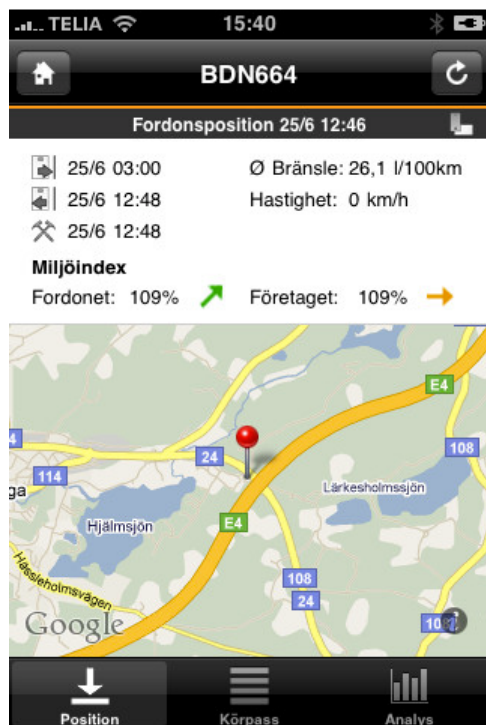 TELIA 15:40
BDN664
Fordonsposition 25/6 12:46
25/6 03:00 Ø Bränsle: 26,1 l/100km
25/6 12:48 Hastighet: 0 km/h
25/6 12:48
Miljöindex
Fordonet: 109% Företaget: 109%
E4
4
24
108
114
ga
Lärkesholmssjön
Hjälmsjön
E4
108
24
Hässleholmsvägen
Google
Position Körpass Analys